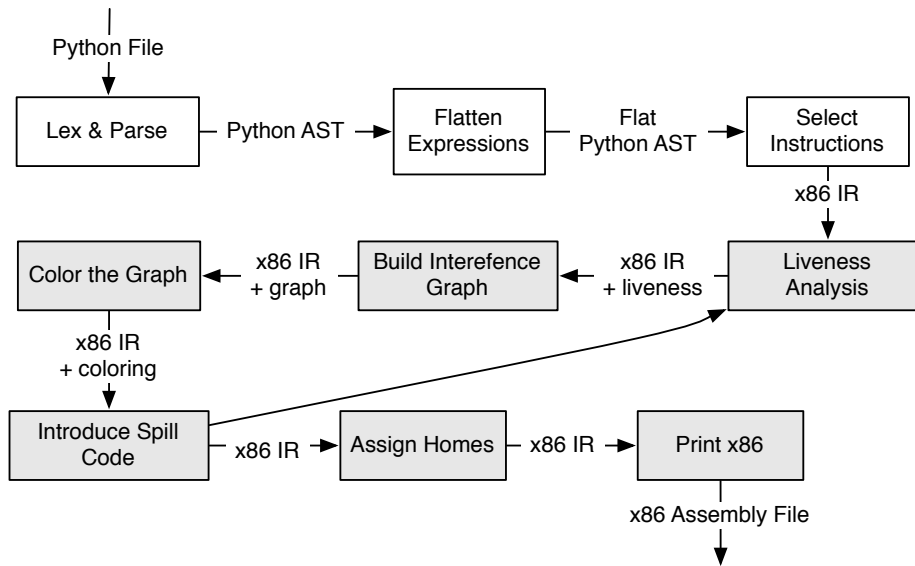 Python File
Lex & Parse
Python AST
Flatten
Expressions
Flat
Python AST
Select
Instructions
x86 IR
Color the Graph
x86 IR
+ graph
Build Interefence
Graph
x86 IR
+ liveness
Liveness
Analysis
x86 IR
+ coloring
Introduce Spill
Code
x86 IR
Assign Homes
x86 IR
Print x86
x86 Assembly File